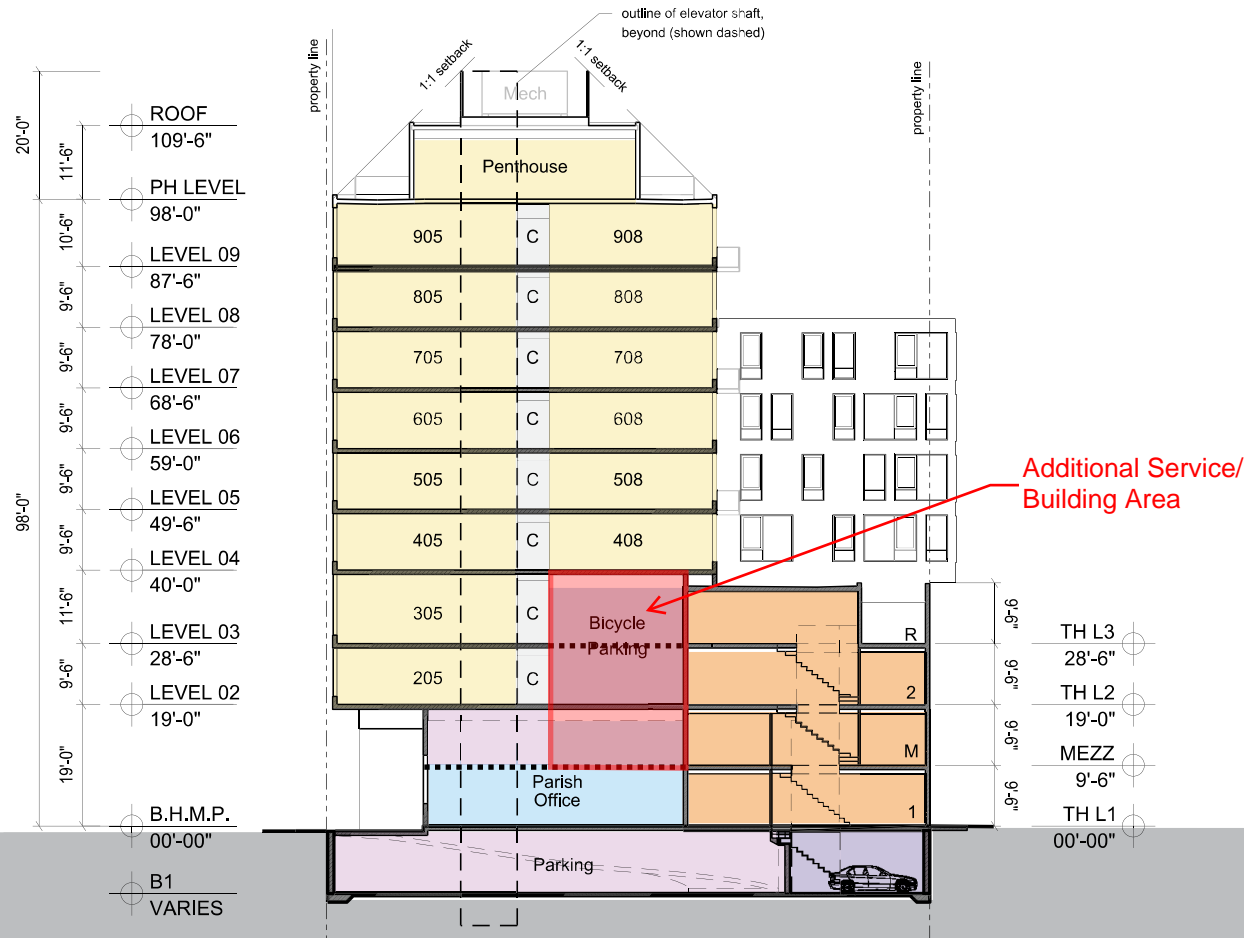 outline of elevator shaft,
beyond (shown dashed)
property line
1:1 setback
1:1 setback
property line
Mech
20'-0"
11'-6"
ROOF
109'-6"
Penthouse
PH LEVEL
98'-0"
10'-6"
905 C 908
LEVEL 09
87'-6"
9'-6"
805 C 808
LEVEL 08
78'-0"
9'-6"
705 C 708
LEVEL 07
68'-6"
9'-6"
605 C 608
LEVEL 06
59'-0"
9'-6"
505 C 508
Additional Service/
Building Area
LEVEL 05
49'-6"
98'-0"
9'-6"
405 C 408
LEVEL 04
40'-0"
11'-6"
305 C
Bicycle
Parking
R
9'-6"
TH L3
28'-6"
LEVEL 03
28'-6"
9'-6"
205 C
2
9'-6"
TH L2
19'-0"
LEVEL 02
19'-0"
19'-0"
M
9'-6"
MEZZ
9'-6"
Parish
Office
1
9'-6"
TH L1
00'-00"
B.H.M.P.
00'-00"
Parking
B1
VARIES